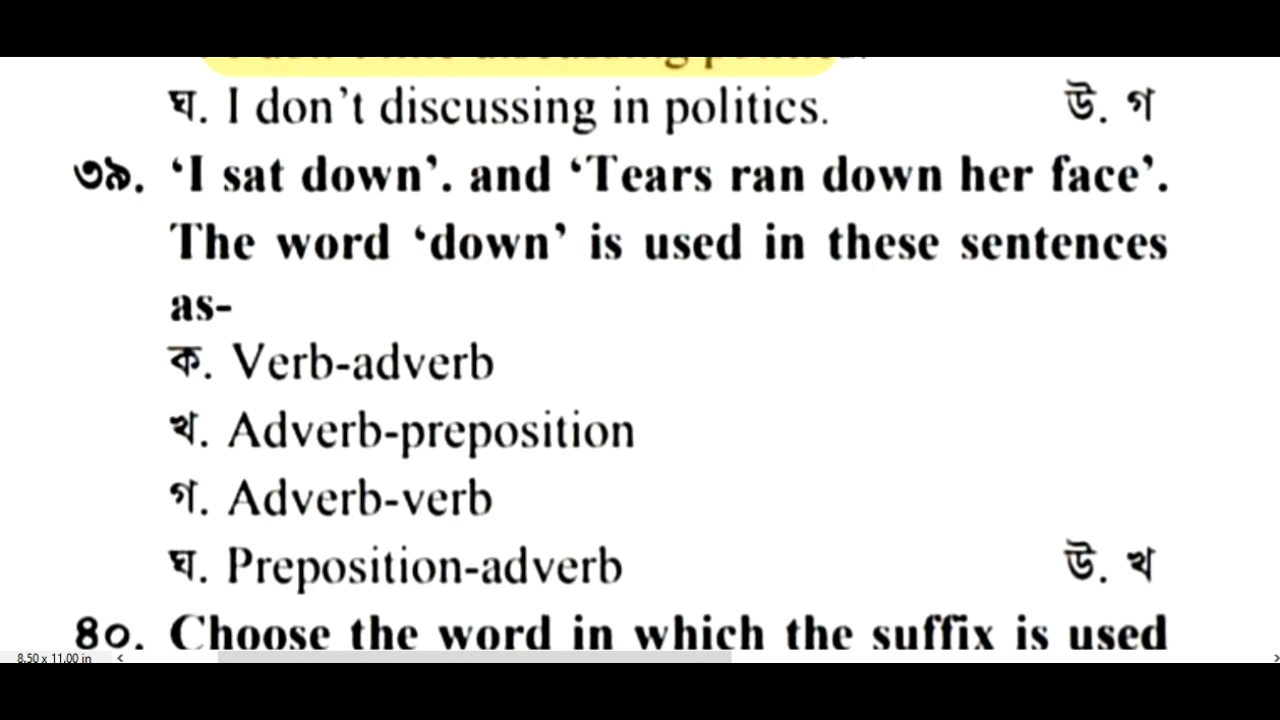 ঘ. I don't discussing in politics. উ. গ
৩৯. 'I sat down'. and 'Tears ran down her face'.
The word 'down' is used in these sentences
as-
ক. Verb-adverb
খ. Adverb-preposition
গ. Adverb-verb
ঘ. Preposition-adverb উ. খ
৪০. Choose the word in which the suffix is used
8.50 x 11.00 in